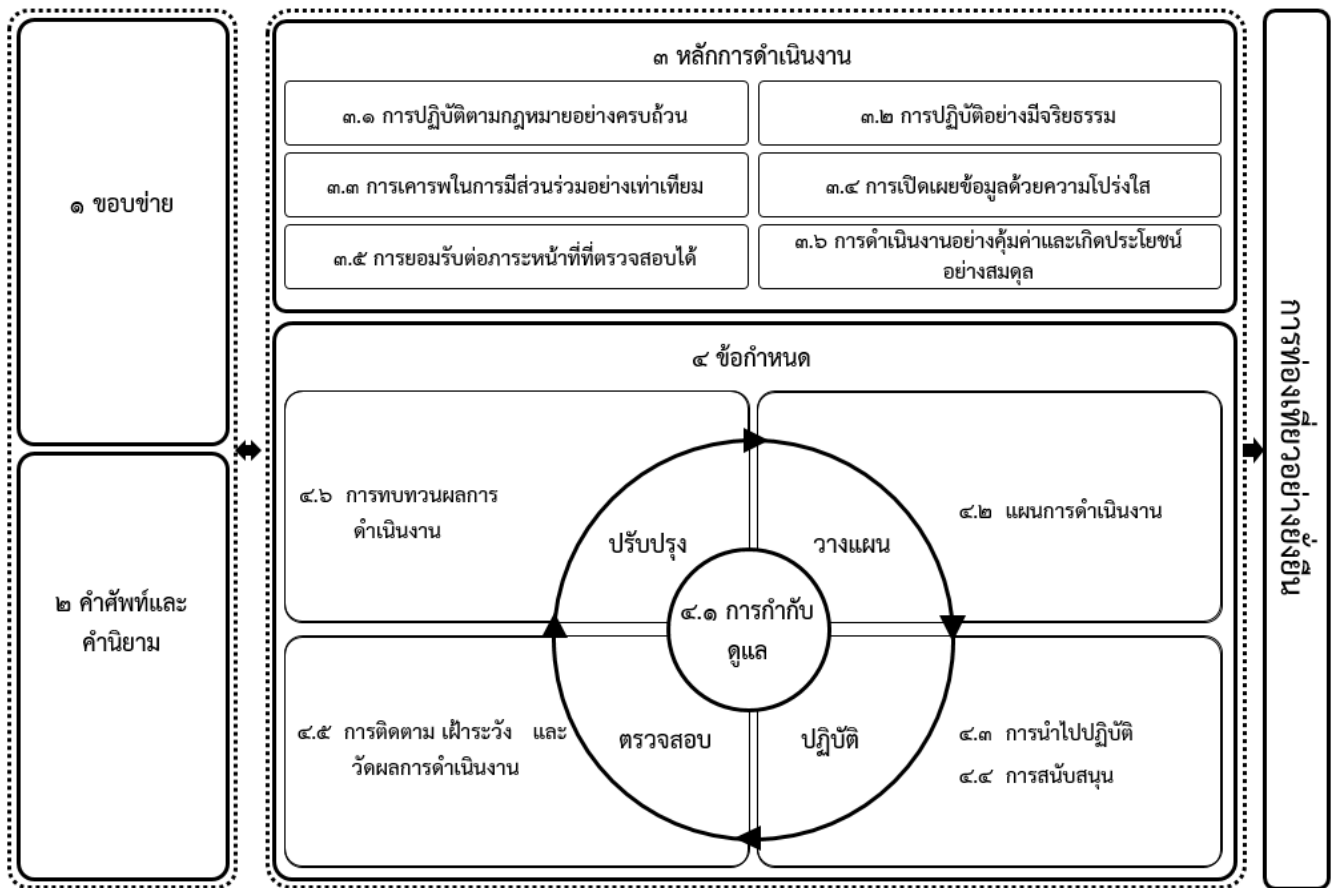 ๑ ขอบข่าย
๒ คำศัพท์และ
คำนิยาม
๓ หลักการดำเนินงาน
๓.๑ การปฏิบัติตามกฎหมายอย่างครบถ้วน
๓.๒ การปฏิบัติอย่างมีจริยธรรม
๓.๓ การเคารพในการมีส่วนร่วมอย่างเท่าเทียม
๓.๔ การเปิดเผยข้อมูลด้วยความโปร่งใส
๓.๕ การยอมรับต่อภาระหน้าที่ที่ตรวจสอบได้
๓.๖ การดำเนินงานอย่างคุ้มค่าและเกิดประโยชน์
อย่างสมดุล
๔ ข้อกำหนด
๔.๖ การทบทวนผลการ
ดำเนินงาน
ปรับปรุง
วางแผน
๔.๒ แผนการดำเนินงาน
๔.๑ การกำกับ
ดูแล
๔.๕ การติดตาม เฝ้าระวัง และ
วัดผลการดำเนินงาน
ตรวจสอบ
ปฏิบัติ
๔.๓ การนำไปปฏิบัติ
๔.๔ การสนับสนุน
การท่องเที่ยวอย่างยั่งยืน